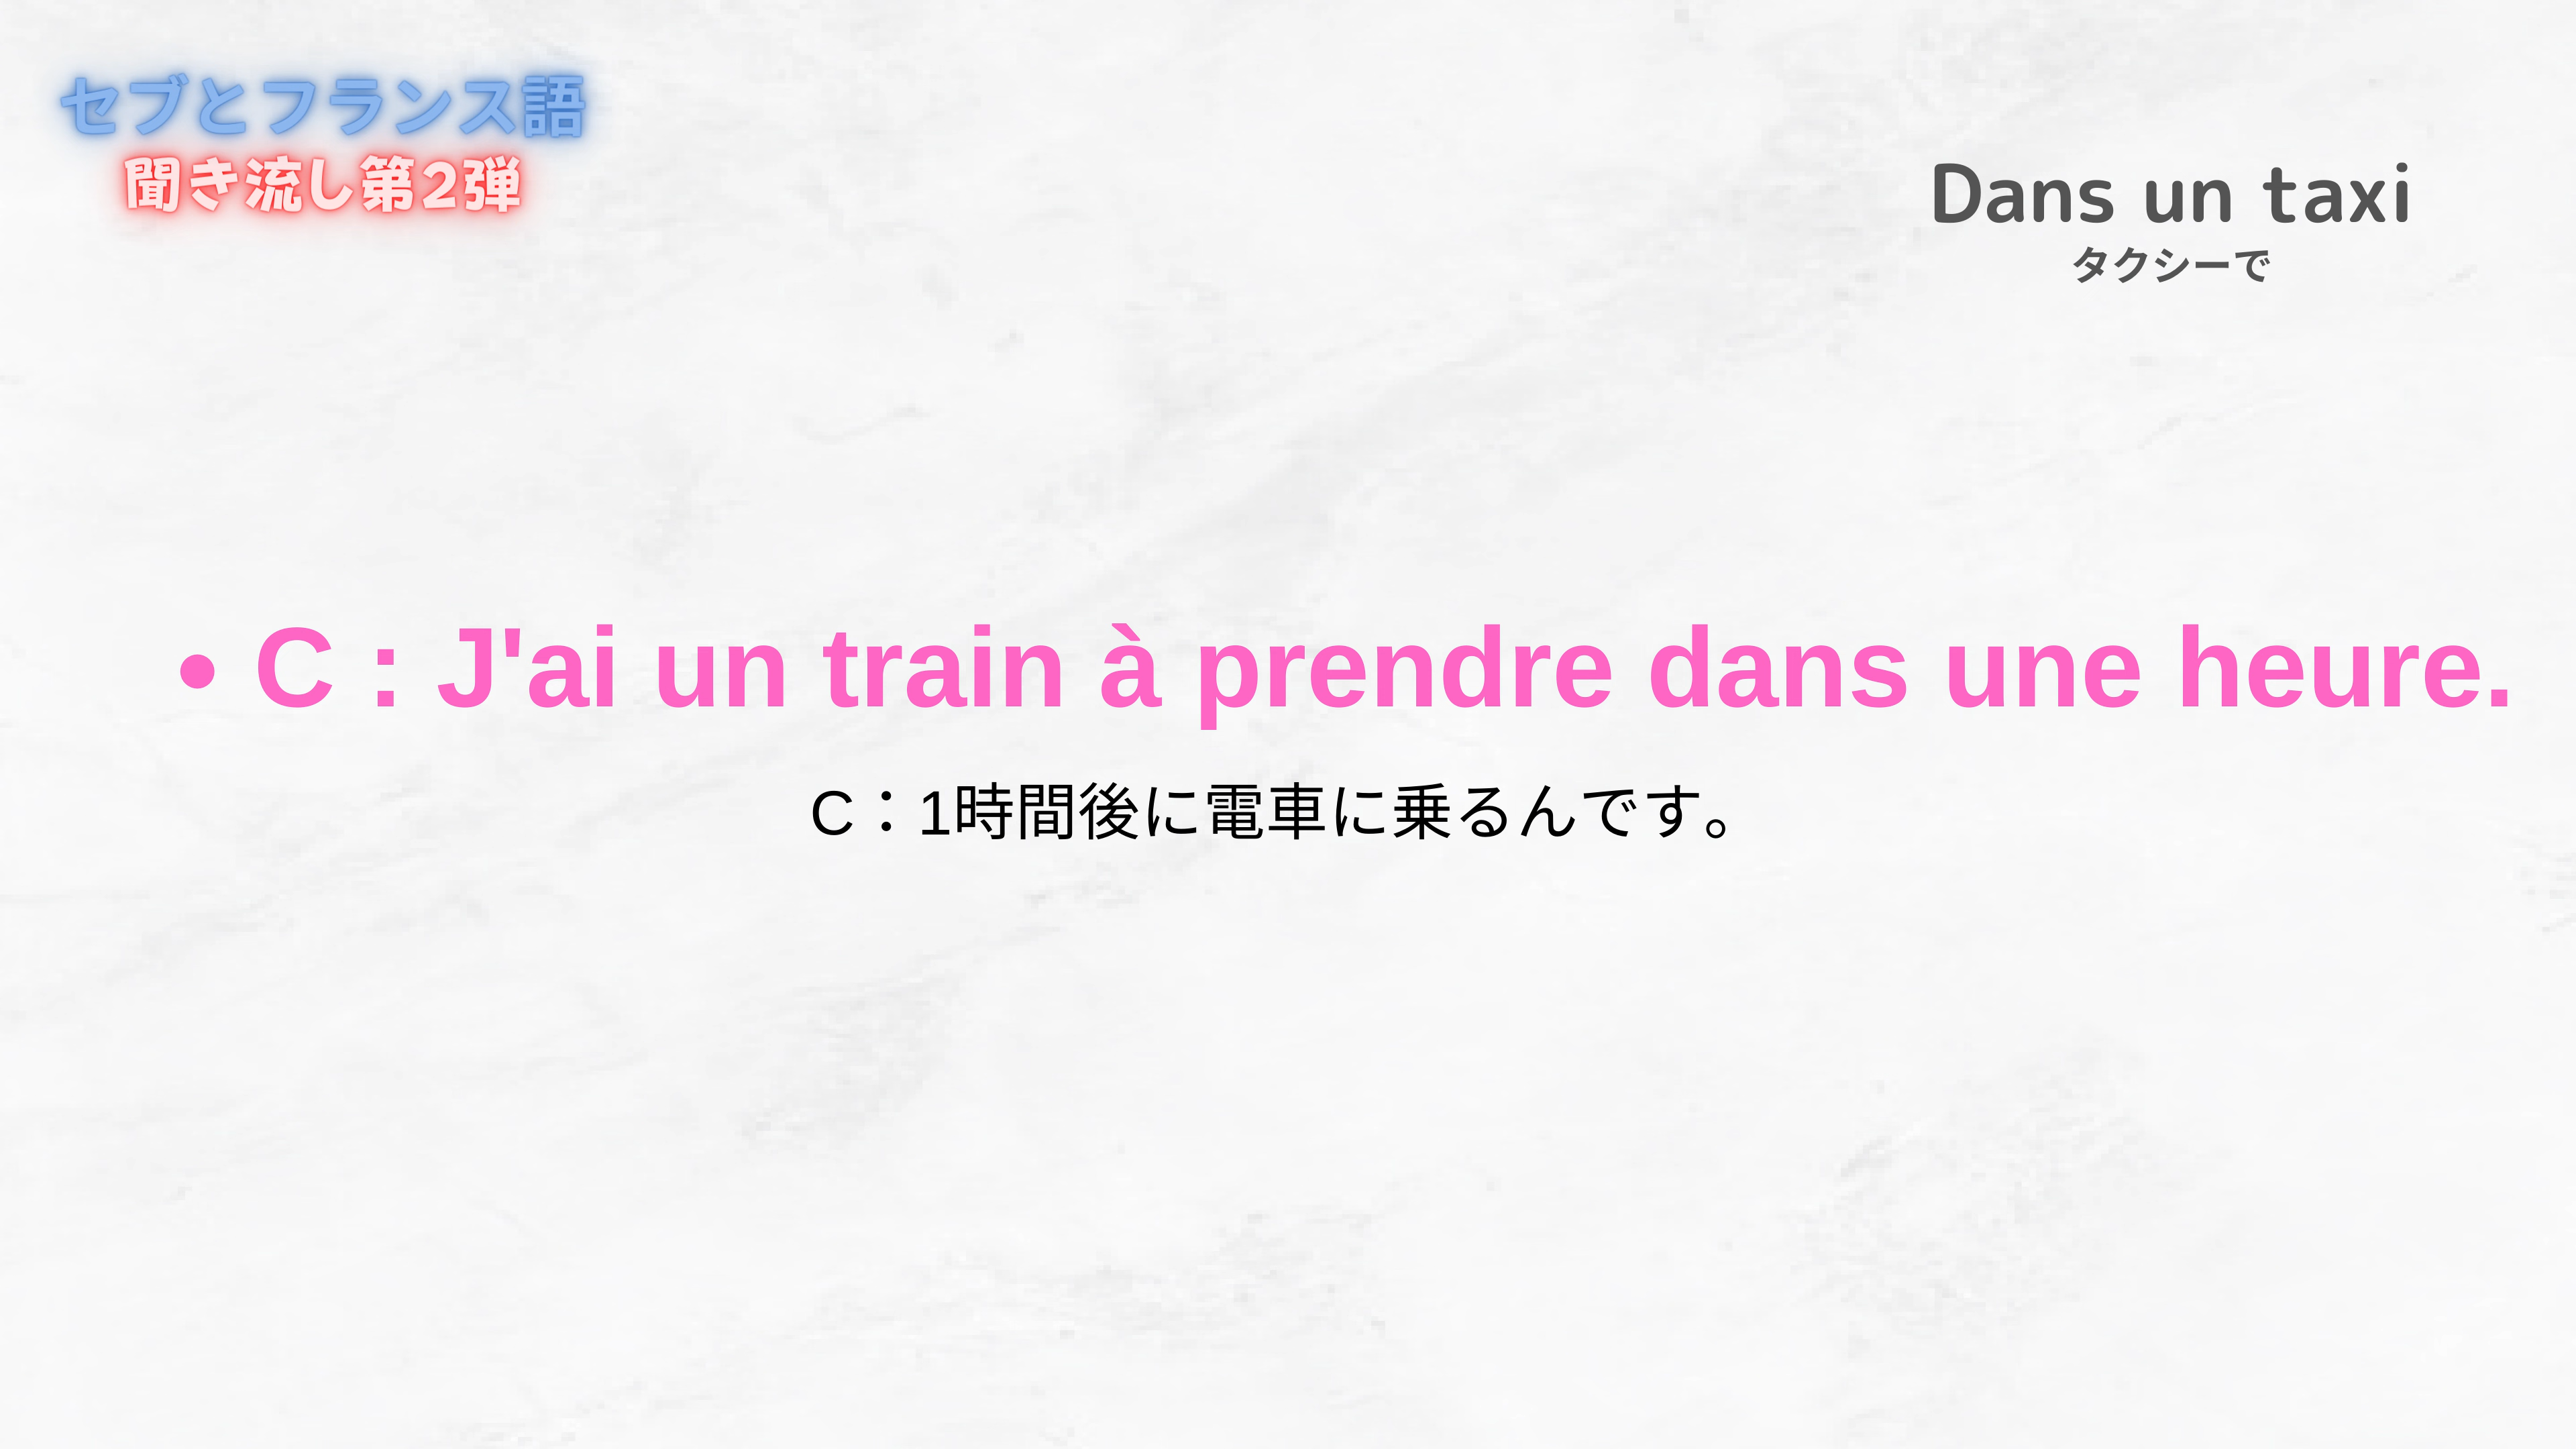 セブとフランス語
聞き流し第2弾
Dans un taxi
タクシーで
• C : J'ai un train à prendre dans une heure.
C：1時間後に電車に乗るんです。